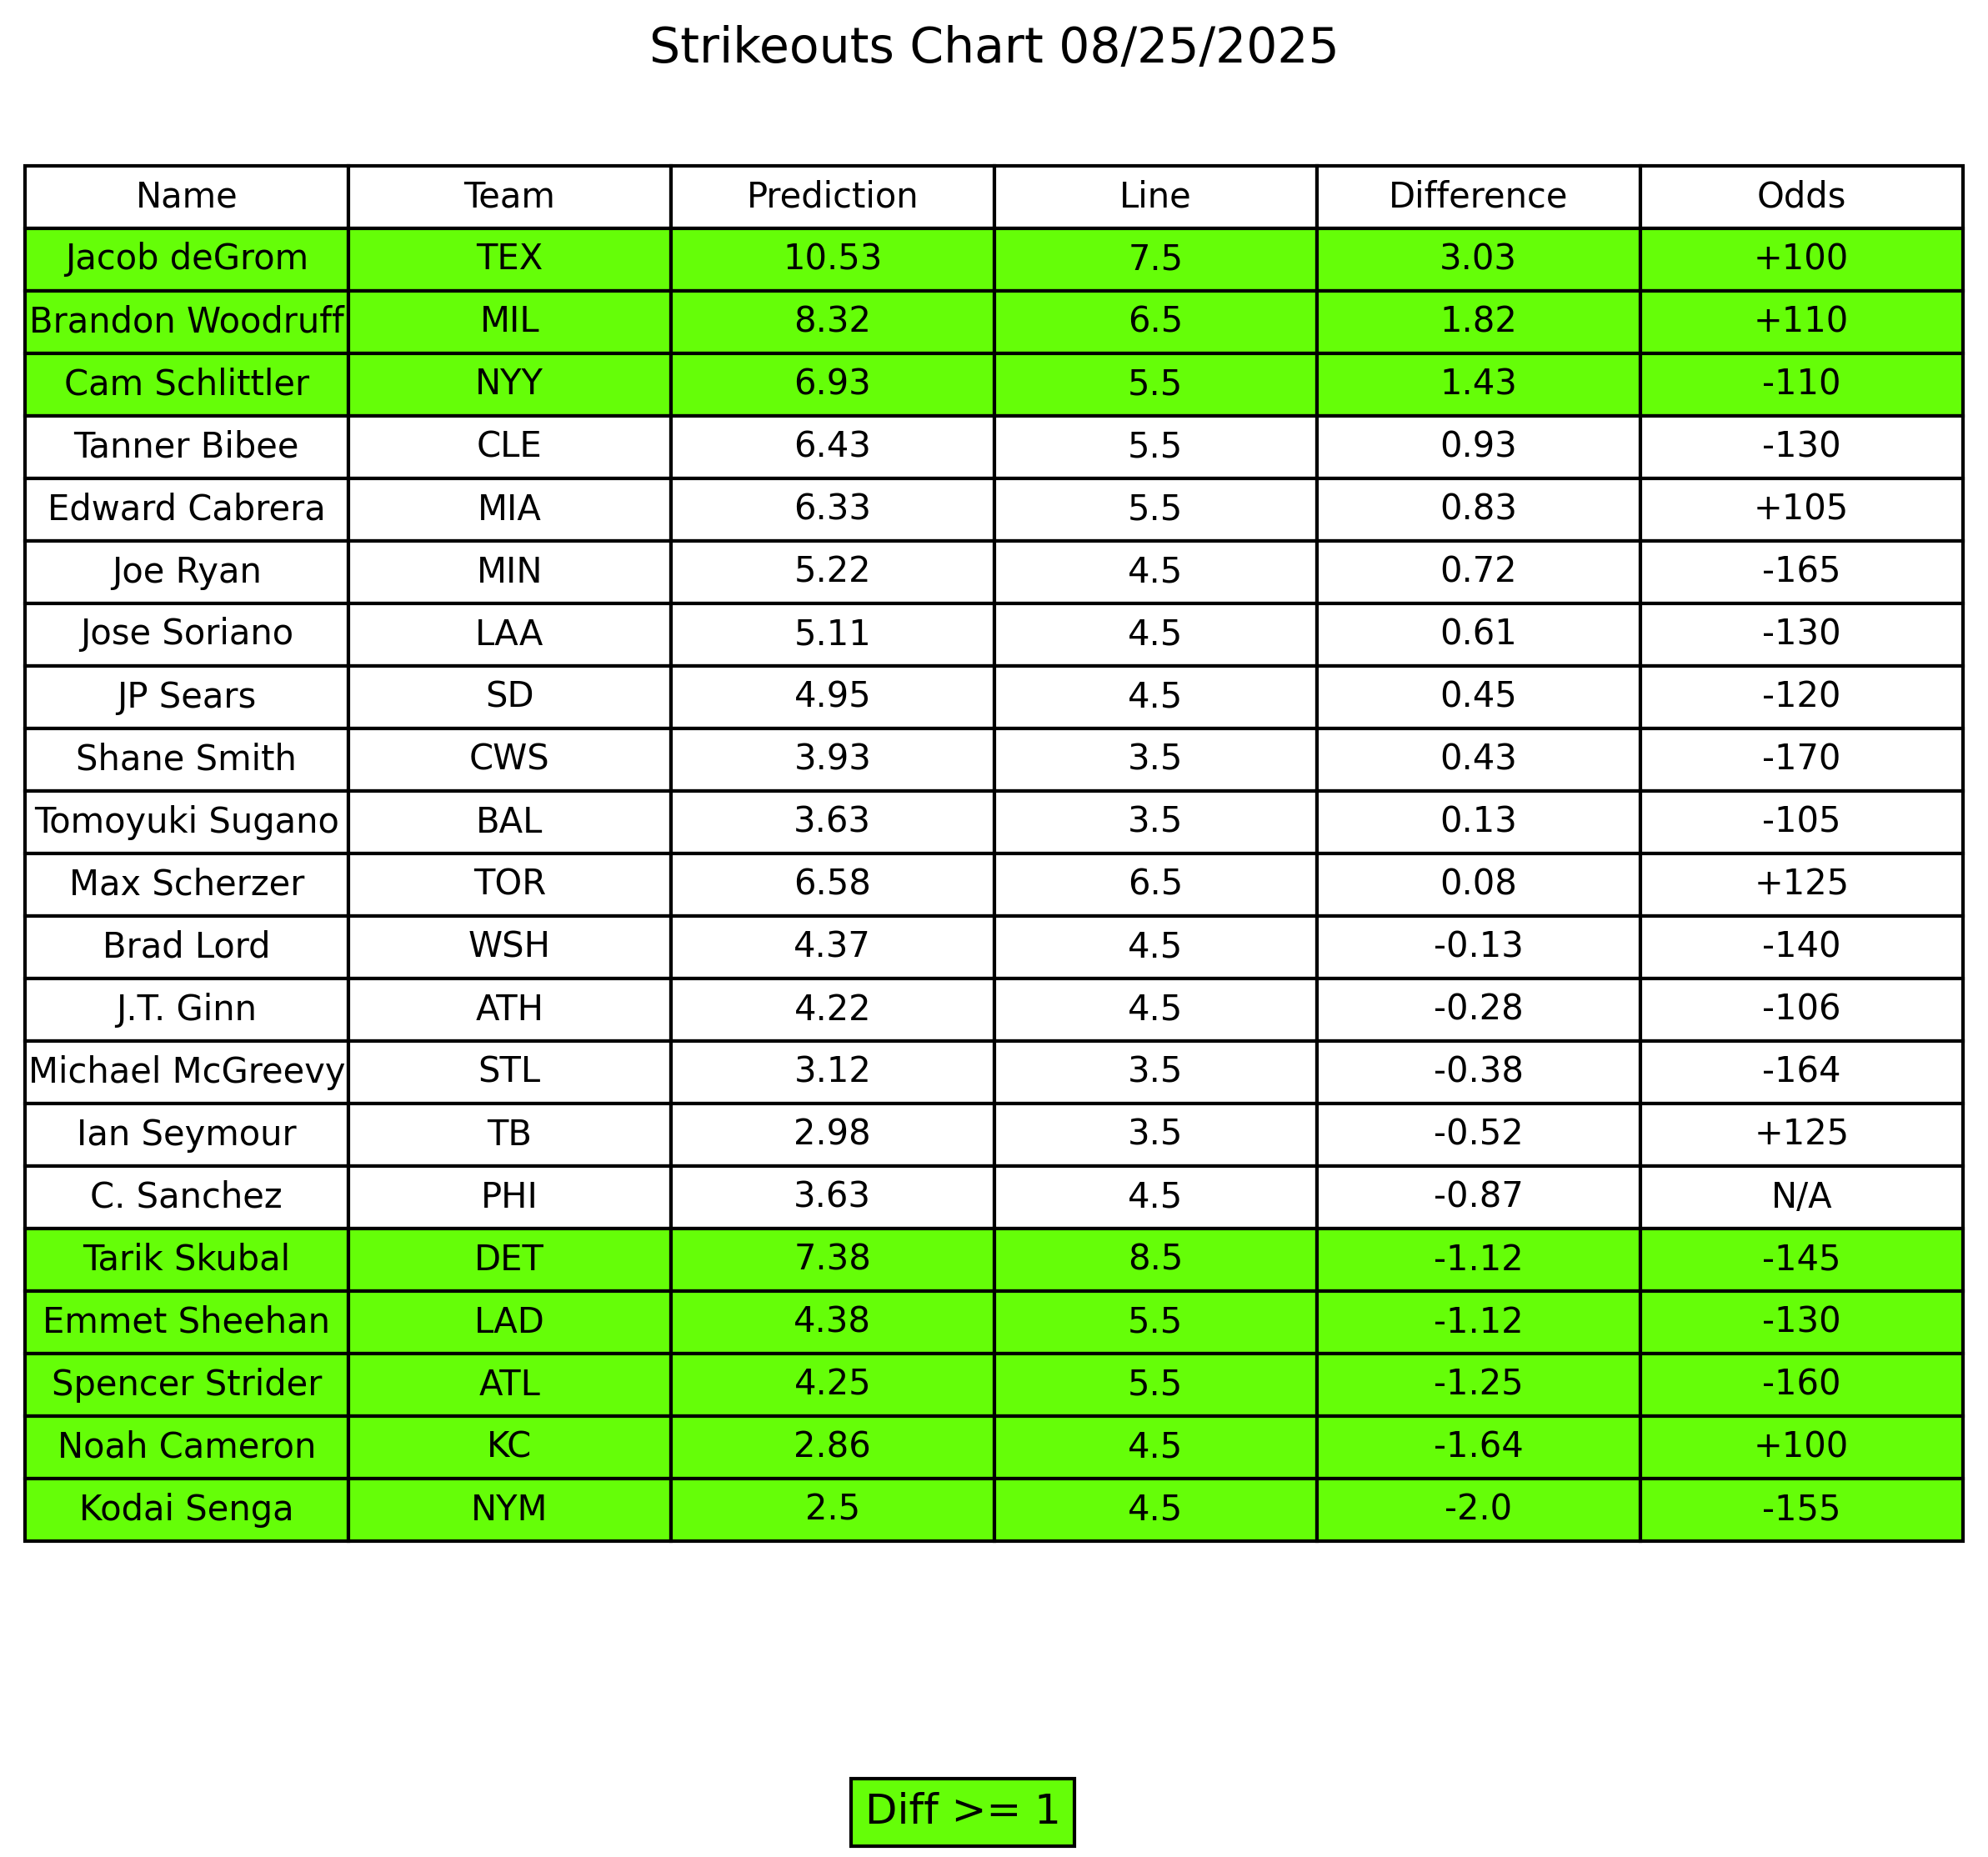 Strikeouts Chart 08/25/2025
Name Team Prediction Line Difference Odds
Jacob deGrom TEX 10.53 7.5 3.03 +100
Brandon Woodruff MIL 8.32 6.5 1.82 +110
Cam Schlittler NYY 6.93 5.5 1.43 -110
Tanner Bibee CLE 6.43 5.5 0.93 -130
Edward Cabrera MIA 6.33 5.5 0.83 +105
Joe Ryan MIN 5.22 4.5 0.72 -165
Jose Soriano LAA 5.11 4.5 0.61 -130
JP Sears SD 4.95 4.5 0.45 -120
Shane Smith CWS 3.93 3.5 0.43 -170
Tomoyuki Sugano BAL 3.63 3.5 0.13 -105
Max Scherzer TOR 6.58 6.5 0.08 +125
Brad Lord WSH 4.37 4.5 -0.13 -140
J.T. Ginn ATH 4.22 4.5 -0.28 -106
Michael McGreevy STL 3.12 3.5 -0.38 -164
Ian Seymour TB 2.98 3.5 -0.52 +125
C. Sanchez PHI 3.63 4.5 -0.87 N/A
Tarik Skubal DET 7.38 8.5 -1.12 -145
Emmet Sheehan LAD 4.38 5.5 -1.12 -130
Spencer Strider ATL 4.25 5.5 -1.25 -160
Noah Cameron KC 2.86 4.5 -1.64 +100
Kodai Senga NYM 2.5 4.5 -2.0 -155
Diff >= 1